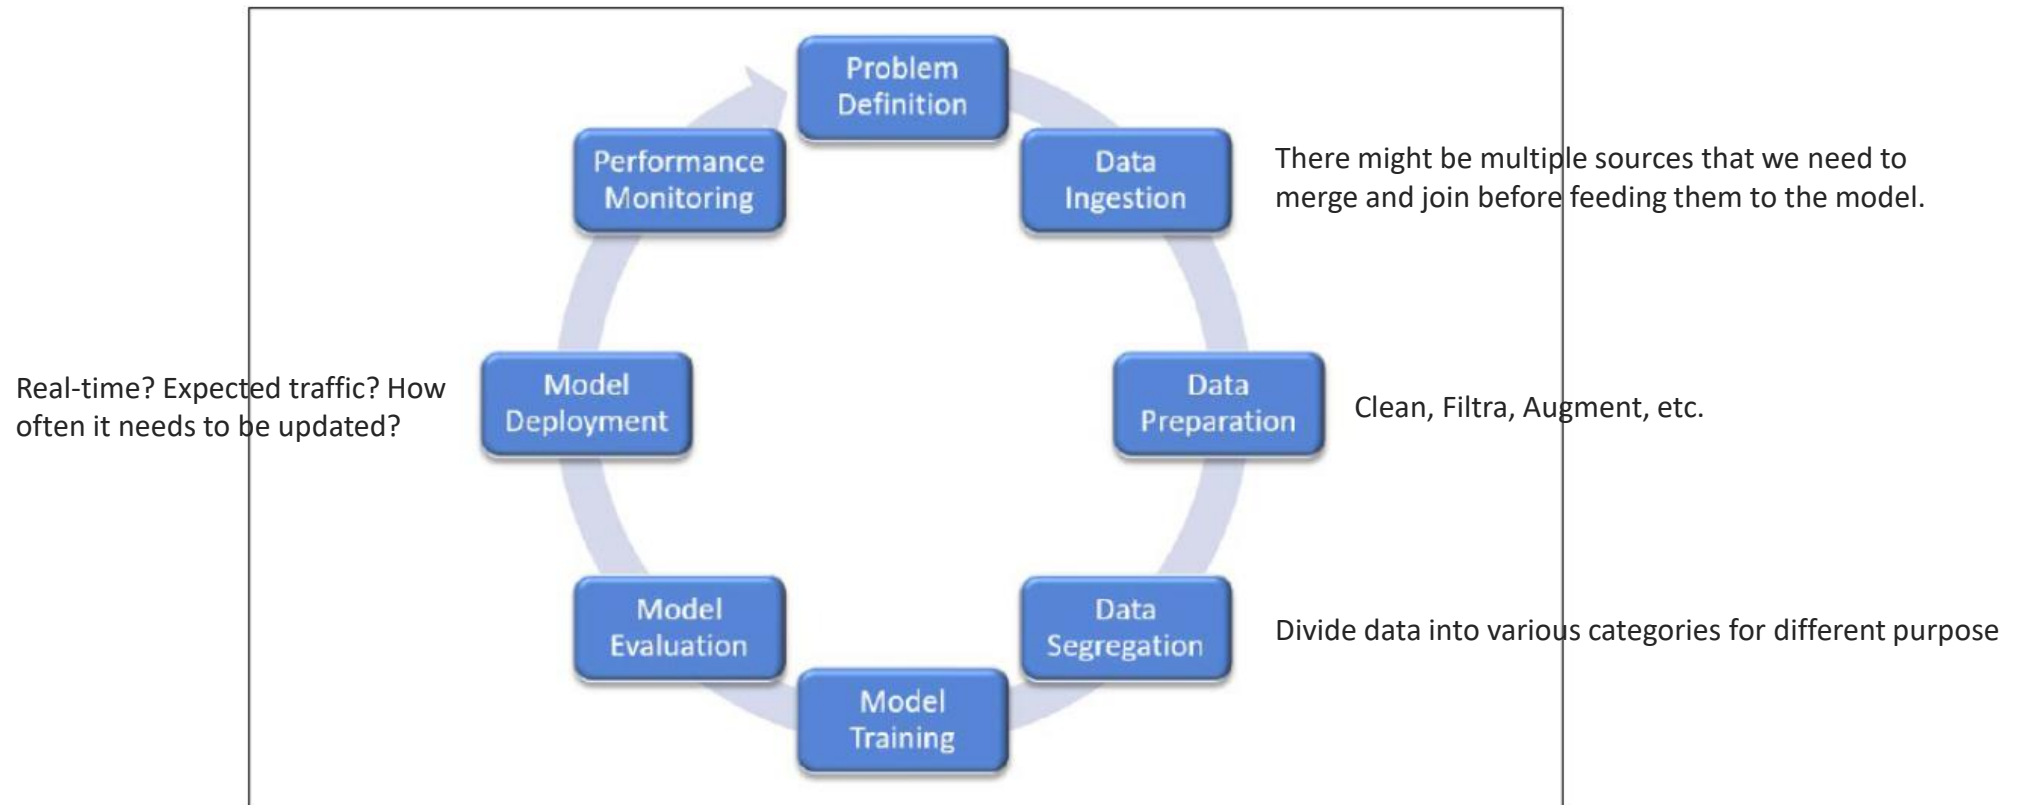 Problem
Definition
Data
Ingestion
There might be multiple sources that we need to
merge and join before feeding them to the model.
Data
Preparation
Clean, Filtra, Augment, etc.
Data
Segregation
Divide data into various categories for different purpose
Model
Training
Model
Evaluation
Model
Deployment
Real-time? Expected traffic? How
often it needs to be updated?
Performance
Monitoring